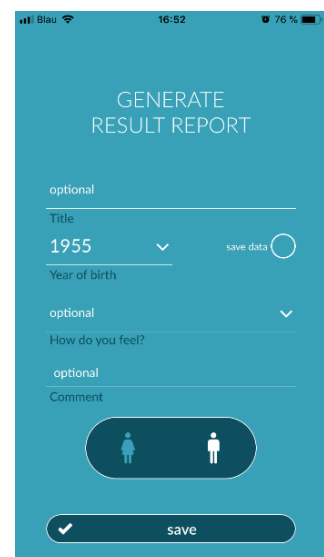 Blau 16:52 76 %
GENERATE
RESULT REPORT
optional
Title
1955 save data
Year of birth
optional
How do you feel?
optional
Comment
save